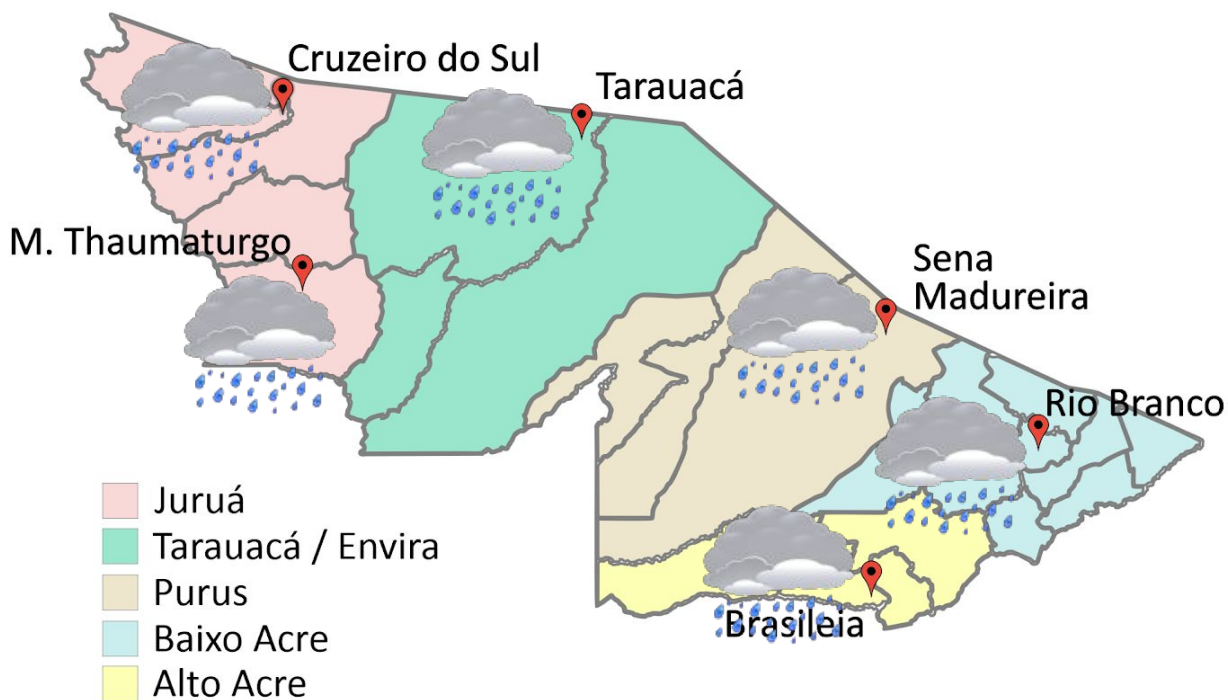 Cruzeiro do Sul
Tarauacá
M. Thaumaturgo
Sena
Madureira
Rio Branco
Brasileia
Juruá
Tarauacá / Envira
Purus
Baixo Acre
Alto Acre